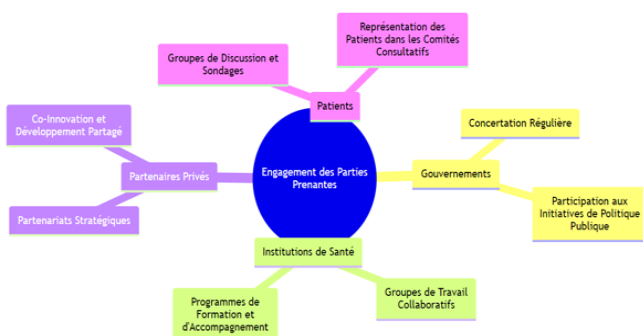 Représentation des
Patients dans les Comités
Consultatifs
Groupes de Discussion et
Sondages
Patients
Co-Innovation et
Développement Partagé
Concertation Régulière
Partenaires Privés
Engagement des Parties
Prenantes
Gouvernements
Partenariats Stratégiques
Participation aux
Initiatives de Politique
Publique
Institutions de Santé
Programmes de
Formation et
d'Accompagnement
Groupes de Travail
Collaboratifs